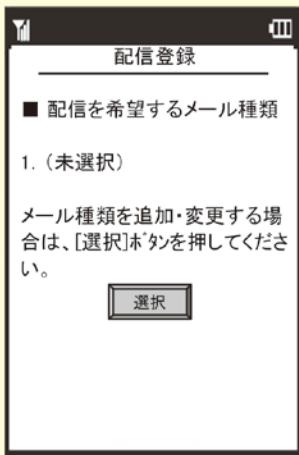 配信登録
■ 配信を希望するメール種類
1. (未選択)
メール種類を追加・変更する場
合は、[選択]ﾎﾞﾀﾝを押してくださ
い。
選択